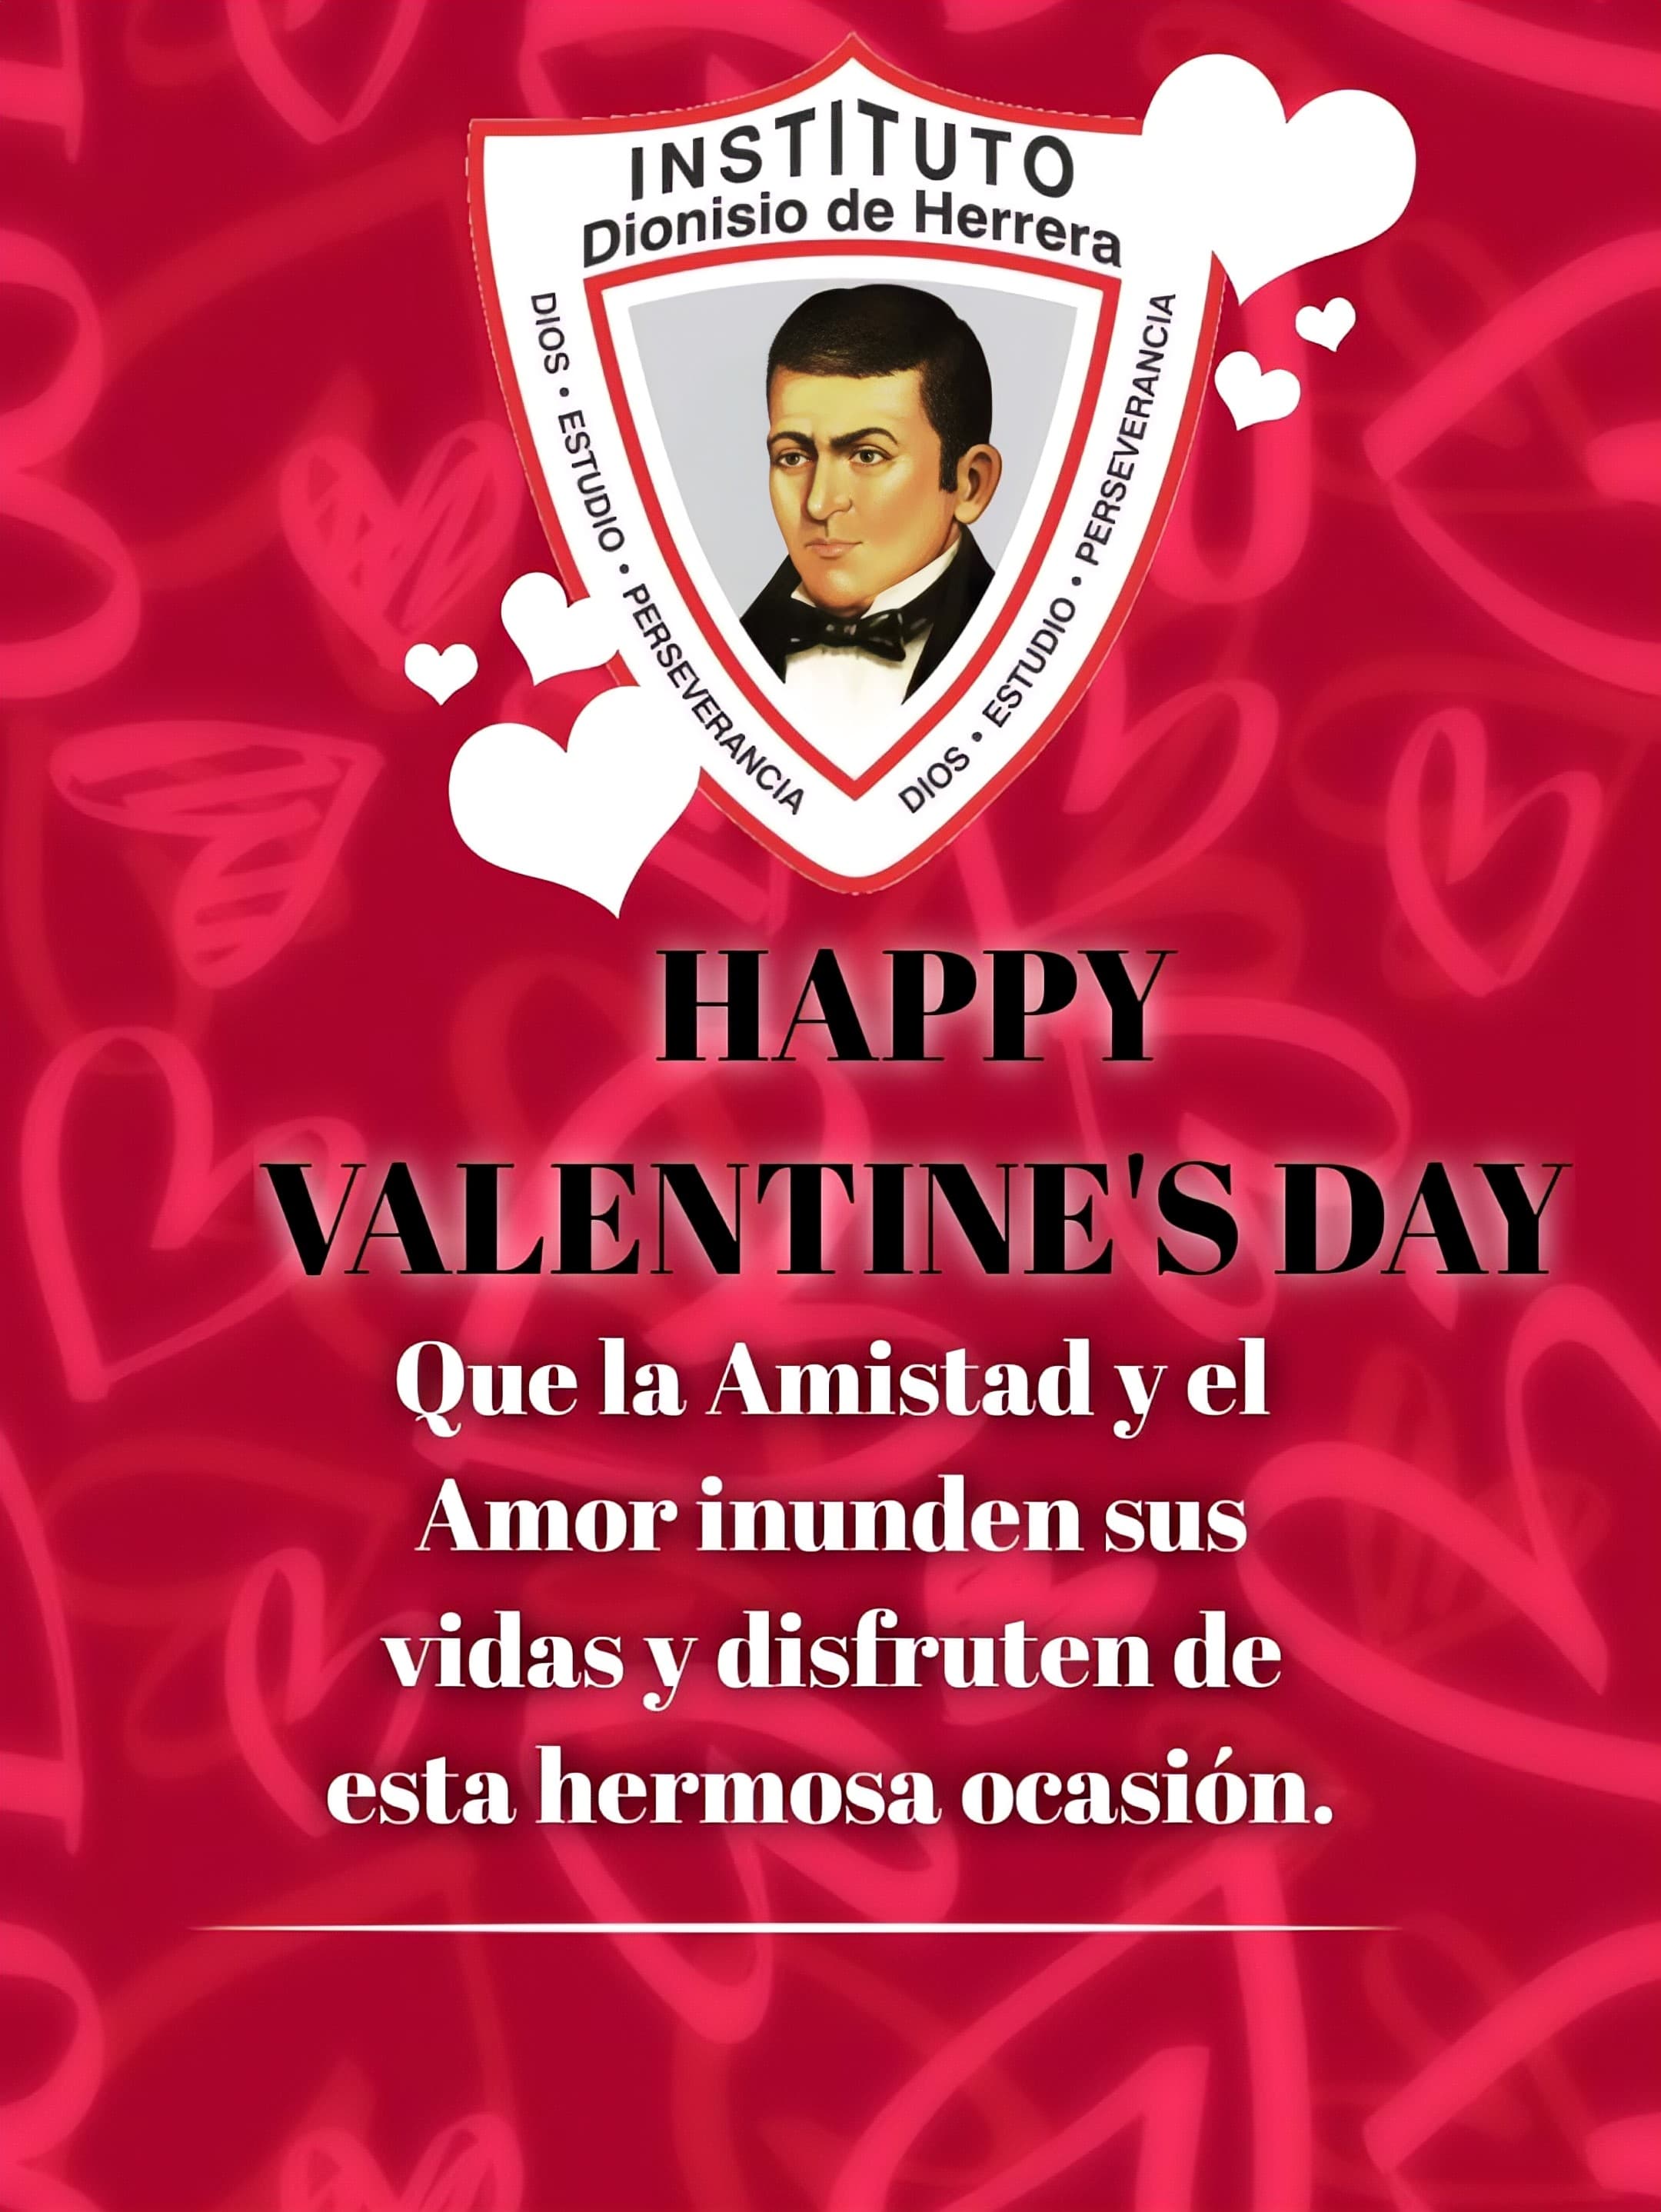 INSTITUTO
Dionisio de Herrera
DIOS • ESTUDIO • PERSEVERANCIA
DIOS • ESTUDIO • PERSEVERANCIA
HAPPY
VALENTINE'S DAY
Que la Amistad y el
Amor inunden sus
vidas y disfruten de
esta hermosa ocasión.